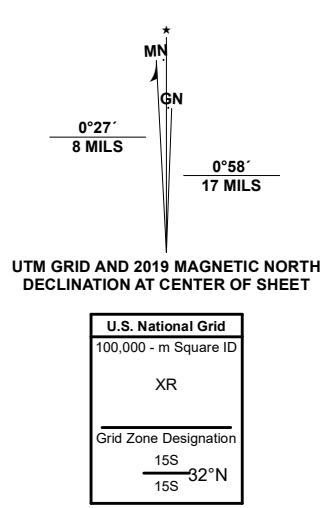 ★
MN
GN
0°27´
8 MILS
0°58´
17 MILS
UTM GRID AND 2019 MAGNETIC NORTH
DECLINATION AT CENTER OF SHEET
U.S. National Grid
100,000 - m Square ID
XR
Grid Zone Designation
15S
32°N
15S